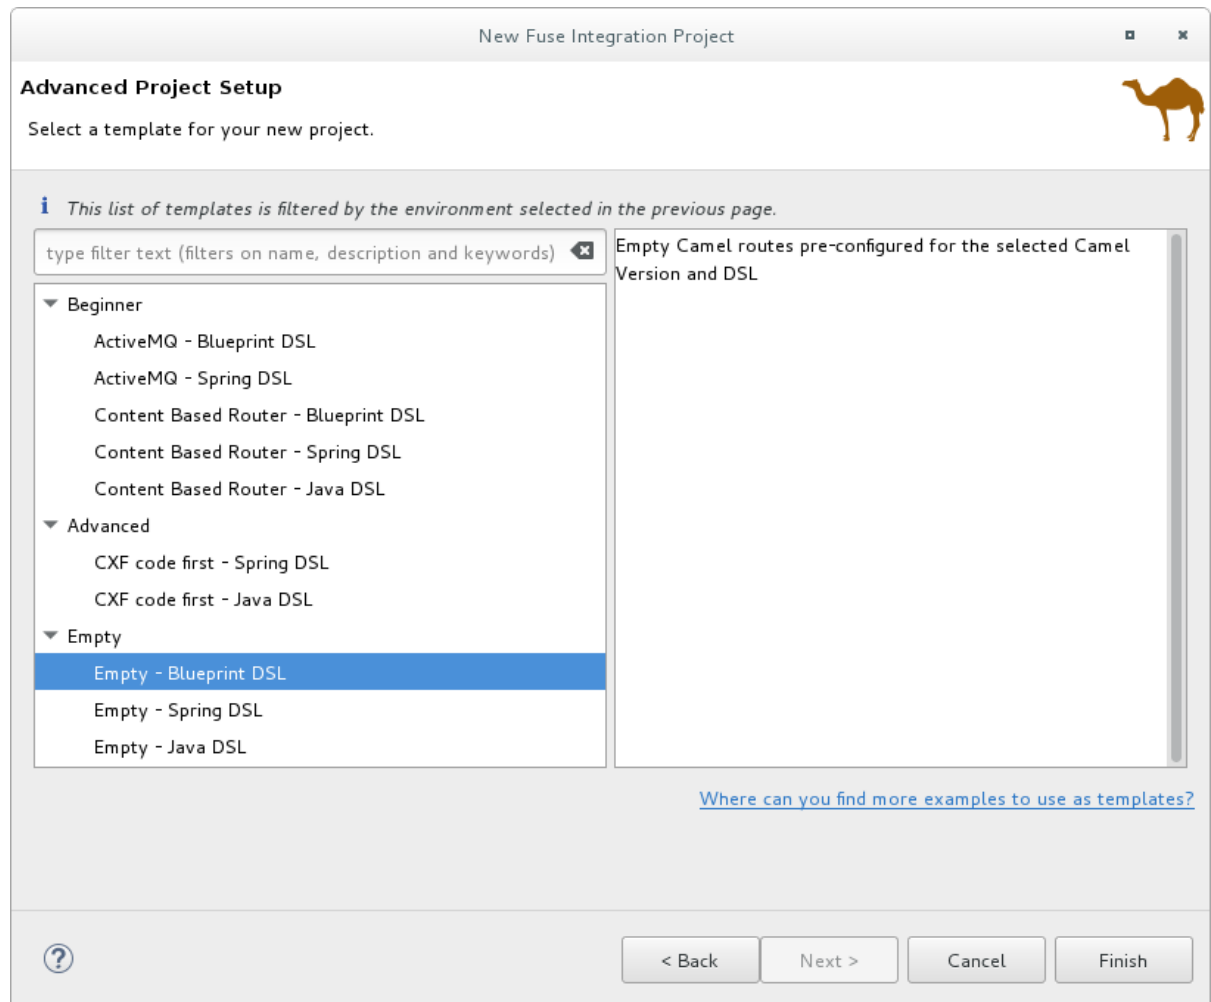 New Fuse Integration Project
Advanced Project Setup
Select a template for your new project.
i This list of templates is filtered by the environment selected in the previous page.
type filter text (filters on name, description and keywords)
Beginner
ActiveMQ - Blueprint DSL
ActiveMQ - Spring DSL
Content Based Router - Blueprint DSL
Content Based Router - Spring DSL
Content Based Router - Java DSL
Advanced
CXF code first - Spring DSL
CXF code first - Java DSL
Empty
Empty - Blueprint DSL
Empty - Spring DSL
Empty - Java DSL
Empty Camel routes pre-configured for the selected Camel
Version and DSL
Where can you find more examples to use as templates?
? < Back Next > Cancel Finish